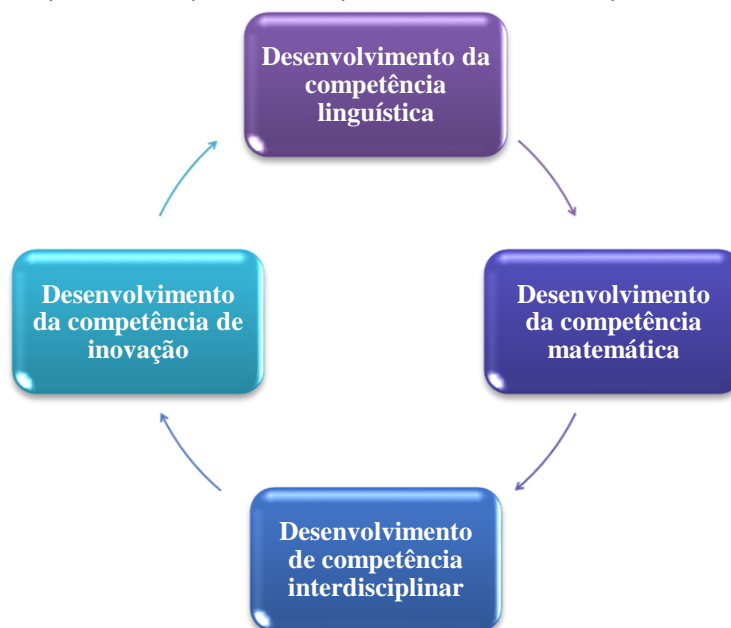 Desenvolvimento da
competência
linguística
Desenvolvimento
da competência de
inovação
Desenvolvimento
da competência
matemática
Desenvolvimento
de competência
interdisciplinar